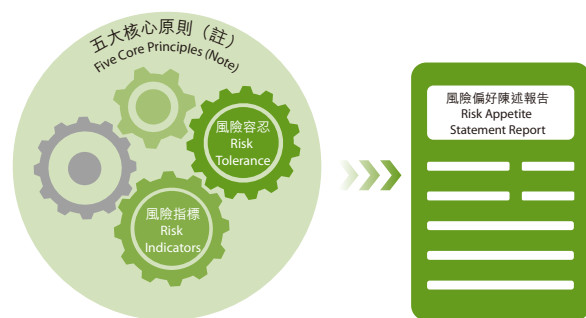 五大核心原則（註）
Five Core Principles (Note)
風險容忍
Risk
Tolerance
風險指標
Risk
Indicators
風險偏好陳述報告
Risk Appetite
Statement Report